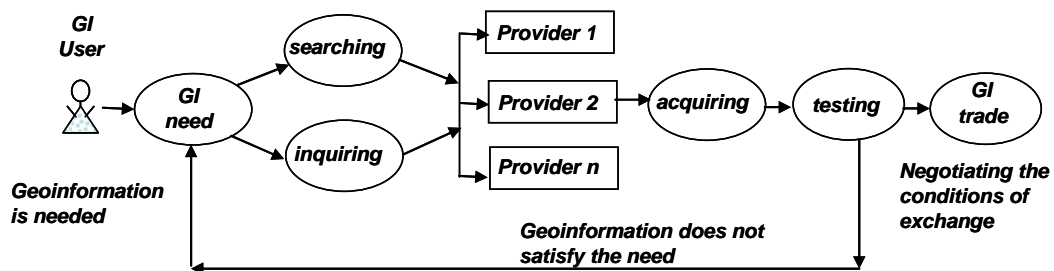 GI
User
GI
need
searching
inquiring
Provider 1
Provider 2
Provider n
acquiring
testing
GI
trade
Geoinformation
is needed
Negotiating the
conditions of
exchange
Geoinformation does not
satisfy the need